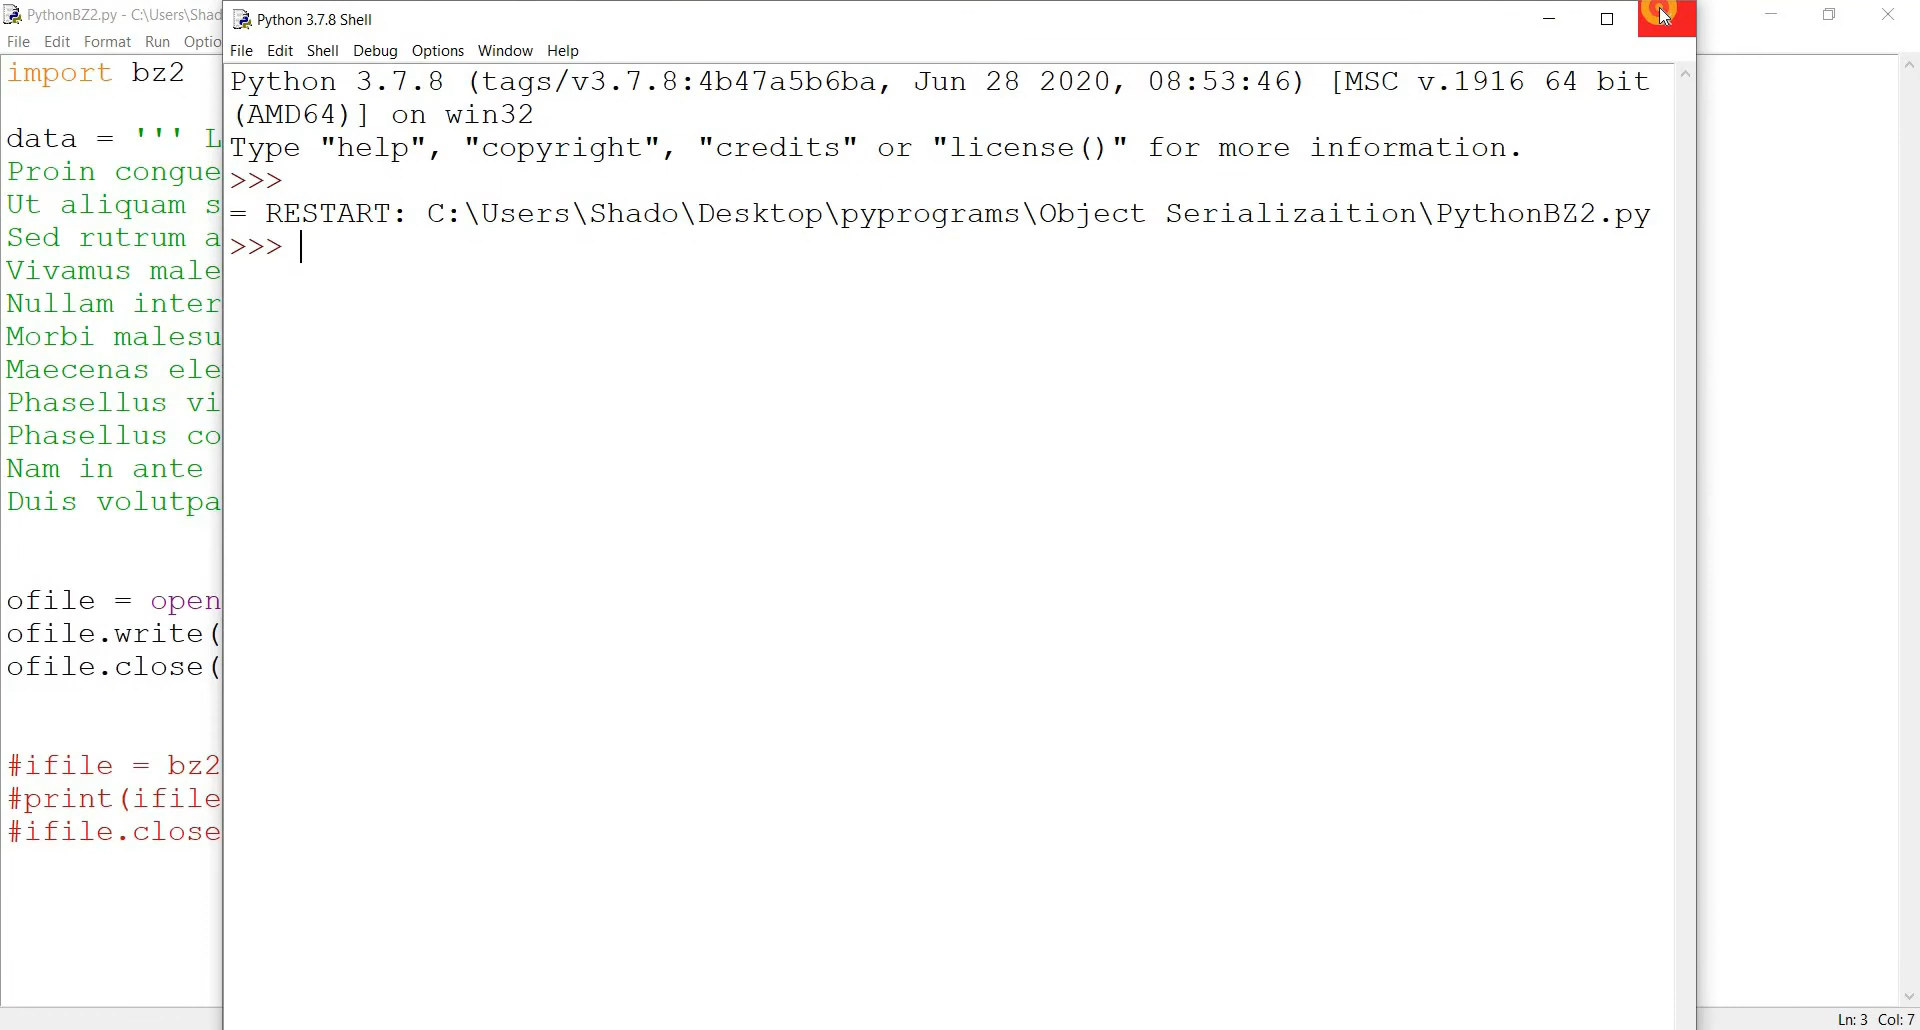 PythonBZ2.py - C:\Users\Shad
File Edit Format Run Optio
import bz2
data = ''' L
Proin congue
Ut aliquam s
Sed rutrum a
Vivamus male
Nullam inter
Morbi malesu
Maecenas ele
Phasellus vi
Phasellus co
Nam in ante
Duis volutpa
ofile = open
ofile.write(
ofile.close(
#ifile = bz2
#print(ifile
#ifile.close
Python 3.7.8 Shell
File Edit Shell Debug Options Window Help
Python 3.7.8 (tags/v3.7.8:4b47a5b6ba, Jun 28 2020, 08:53:46) [MSC v.1916 64 bit
(AMD64)] on win32
Type "help", "copyright", "credits" or "license()" for more information.
>>>
= RESTART: C:\Users\Shado\Desktop\pyprograms\Object Serializaition\PythonBZ2.py
>>>
Ln: 3 Col: 7